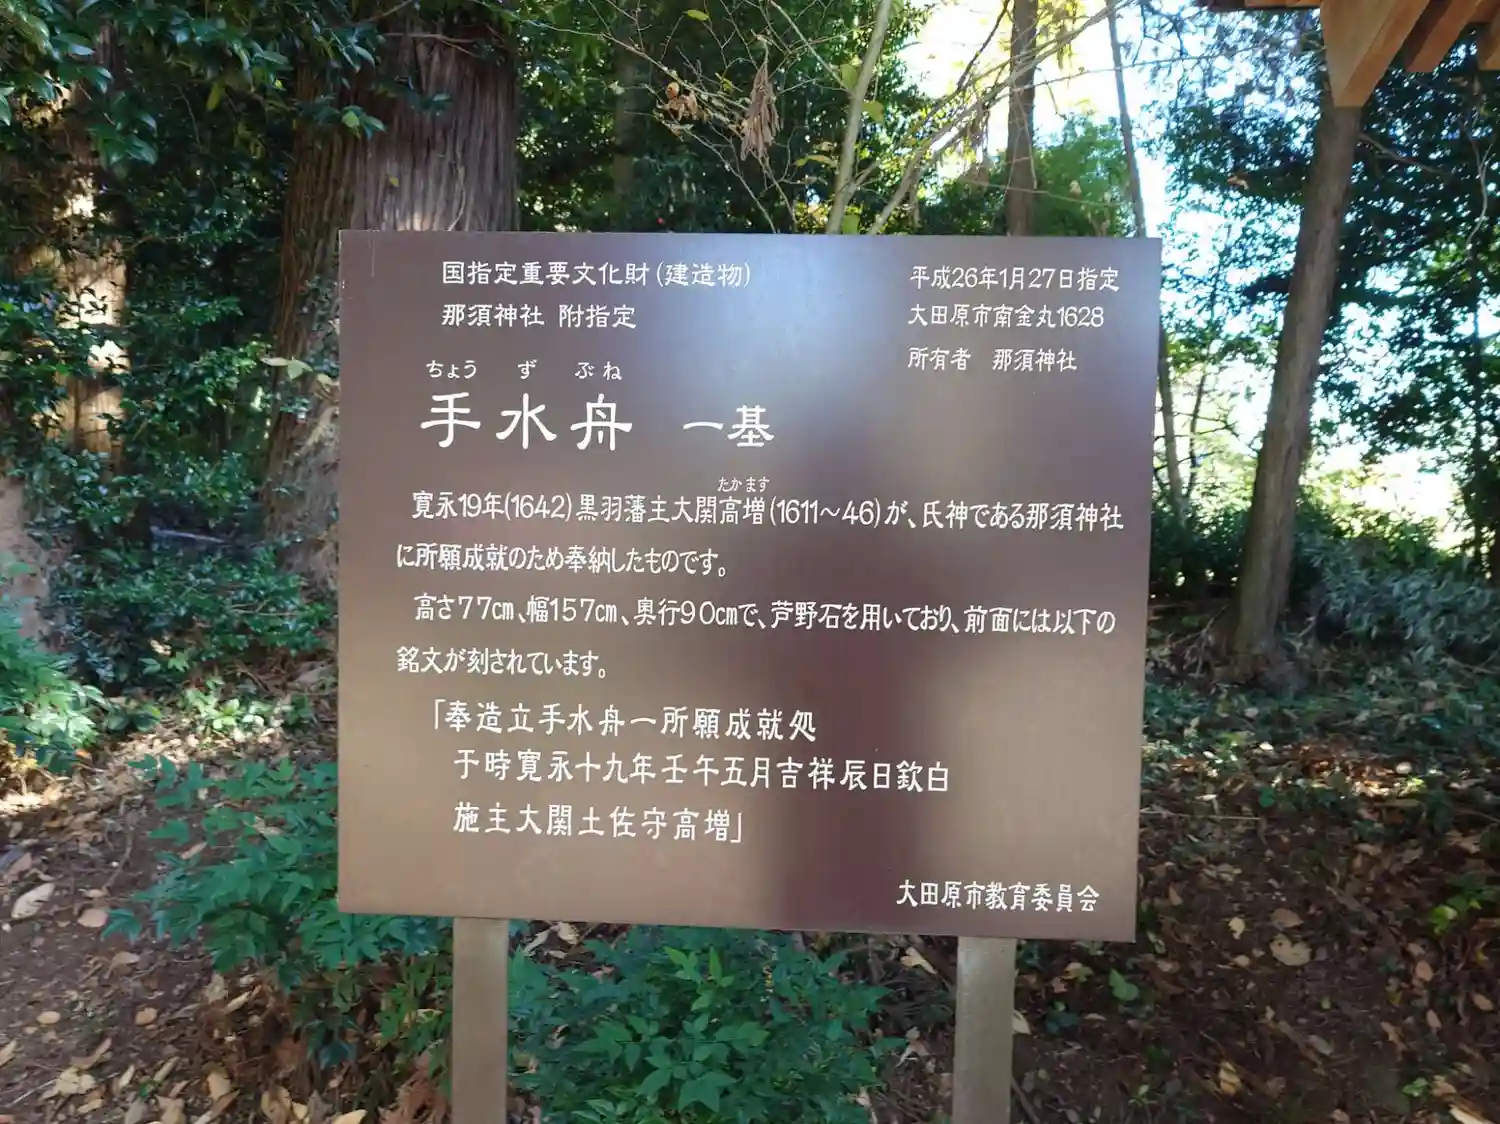 国指定重要文化財(建造物)
那須神社 附指定
平成26年1月27日指定
大田原市南金丸1628
所有者 那須神社
ちょう ず ぶね
手水舟 一基
たかます
寛永19年(1642)黒羽藩主大関高増(1611〜46)が、氏神である那須神社
に所願成就のため奉納したものです。
高さ77㎝、幅157㎝、奥行90㎝で、芦野石を用いており、前面には以下の
銘文が刻されています。
「奉造立手水舟一所願成就処
于時寛永十九年壬午五月吉祥辰日欽白
施主大関土佐守高増」
大田原市教育委員会